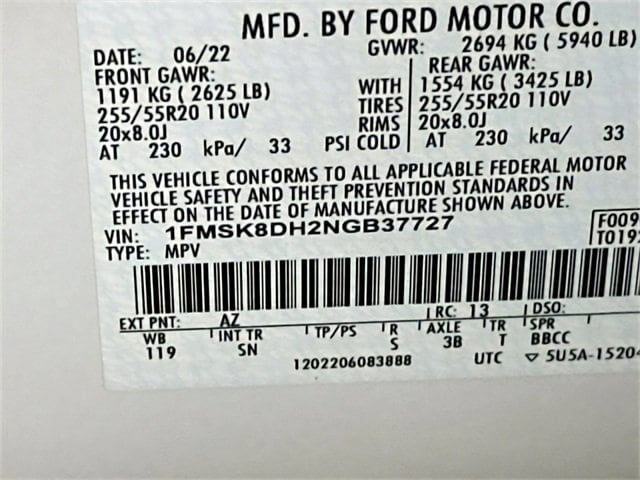 MFD. BY FORD MOTOR CO.
DATE: 06/22 GVWR: 2694 KG ( 5940 LB)
FRONT GAWR: REAR GAWR:
1191 KG ( 2625 LB) WITH 1554 KG ( 3425 LB)
255/55R20 110V TIRES 255/55R20 110V
20x8.0J RIMS 20x8.0J
AT 230 kPa/ 33 PSI COLD AT 230 kPa/ 33
THIS VEHICLE CONFORMS TO ALL APPLICABLE FEDERAL MOTOR
VEHICLE SAFETY AND THEFT PREVENTION STANDARDS IN
EFFECT ON THE DATE OF MANUFACTURE SHOWN ABOVE.
VIN: 1FMSK8DH2NGB37727 F009
TYPE: MPV T019
EXT PNT: AZ RC: 13 DSO:
WB INT TR TP/PS R AXLE TR SPR
119 SN S 3B T BBCC
1202206083888 UTC ▽ 5U5A-15204